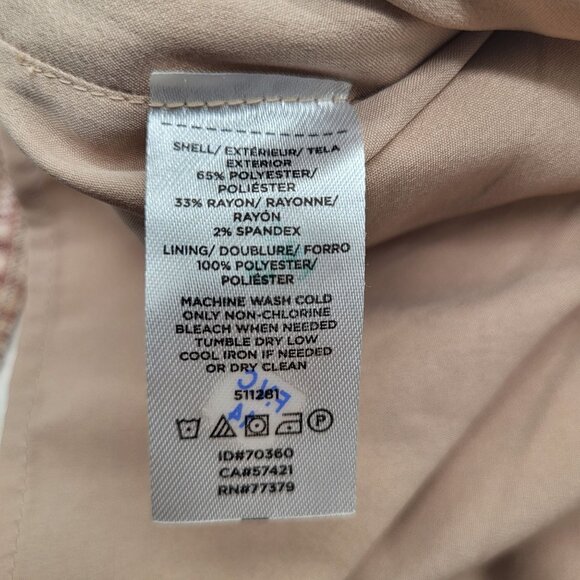 SHELL/ EXTÉRIEUR/ TELA
EXTERIOR
65% POLYESTER/
POLIÉSTER
33% RAYON/ RAYONNE/
RAYÓN
2% SPANDEX
LINING/ DOUBLURE/ FORRO
100% POLYESTER/
POLIÉSTER
MACHINE WASH COLD
ONLY NON-CHLORINE
BLEACH WHEN NEEDED
TUMBLE DRY LOW
COOL IRON IF NEEDED
OR DRY CLEAN
511281
P
ID#70360
CA#57421
RN#77379